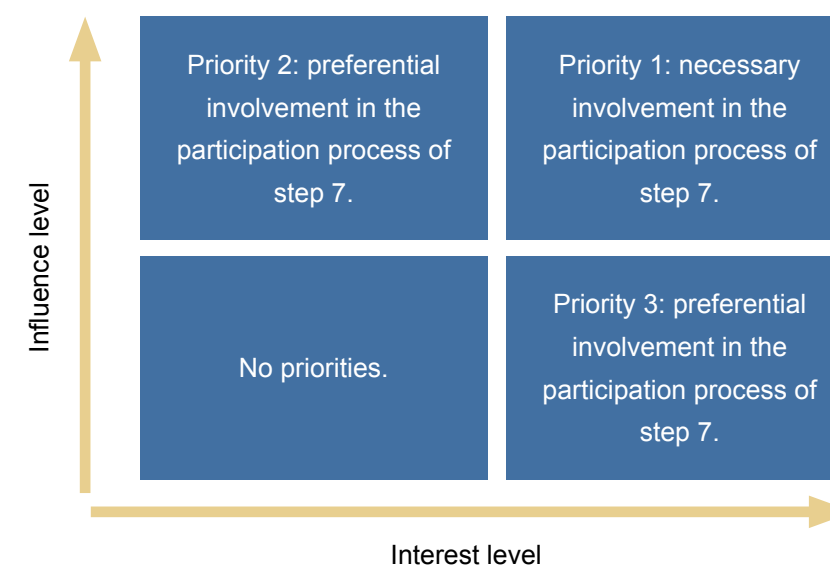 Priority 2: preferential
involvement in the
participation process of
step 7.
Priority 1: necessary
involvement in the
participation process of
step 7.
Influence level
No priorities.
Priority 3: preferential
involvement in the
participation process of
step 7.
Interest level